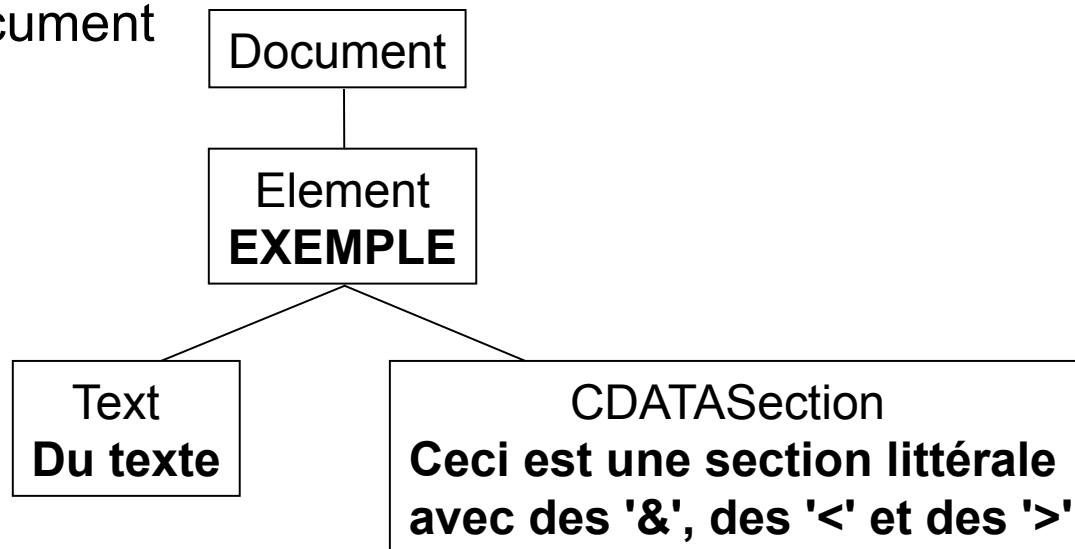 cument
Document
Element
EXEMPLE
Text
Du texte
CDATASection
Ceci est une section littérale
avec des '&', des '<' et des '>'